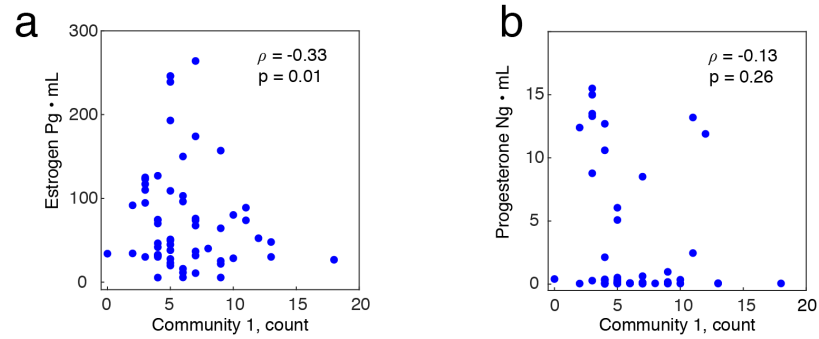 a
300
200
100
0
Estrogen Pg • mL
ρ = -0.33
p = 0.01
0 5 10 15 20
Community 1, count
b
15
10
5
0
Progesterone Ng • mL
ρ = -0.13
p = 0.26
0 5 10 15 20
Community 1, count